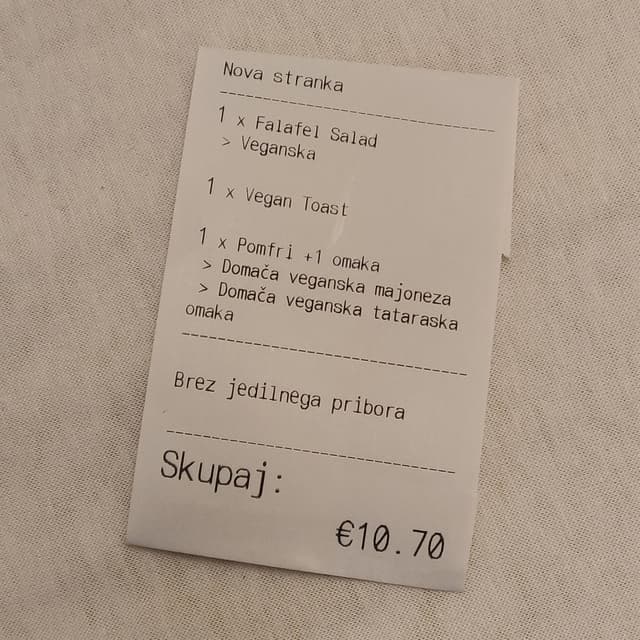 Nova stranka
1 x Falafel Salad
> Veganska
1 x Vegan Toast
1 x Pomfri +1 omaka
> Domača veganska majoneza
> Domača veganska tataraska
omaka
Brez jedilnega pribora
Skupaj:
€10.70